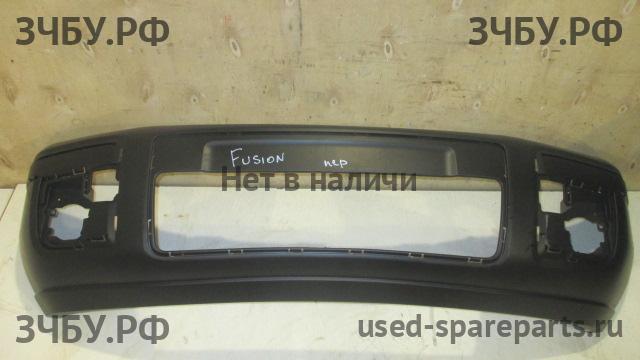 ЗЧБУ.РФ ЗЧБУ.РФ
FUSION пер
Нет в наличи
ЗЧБУ.РФ used-spareparts.ru